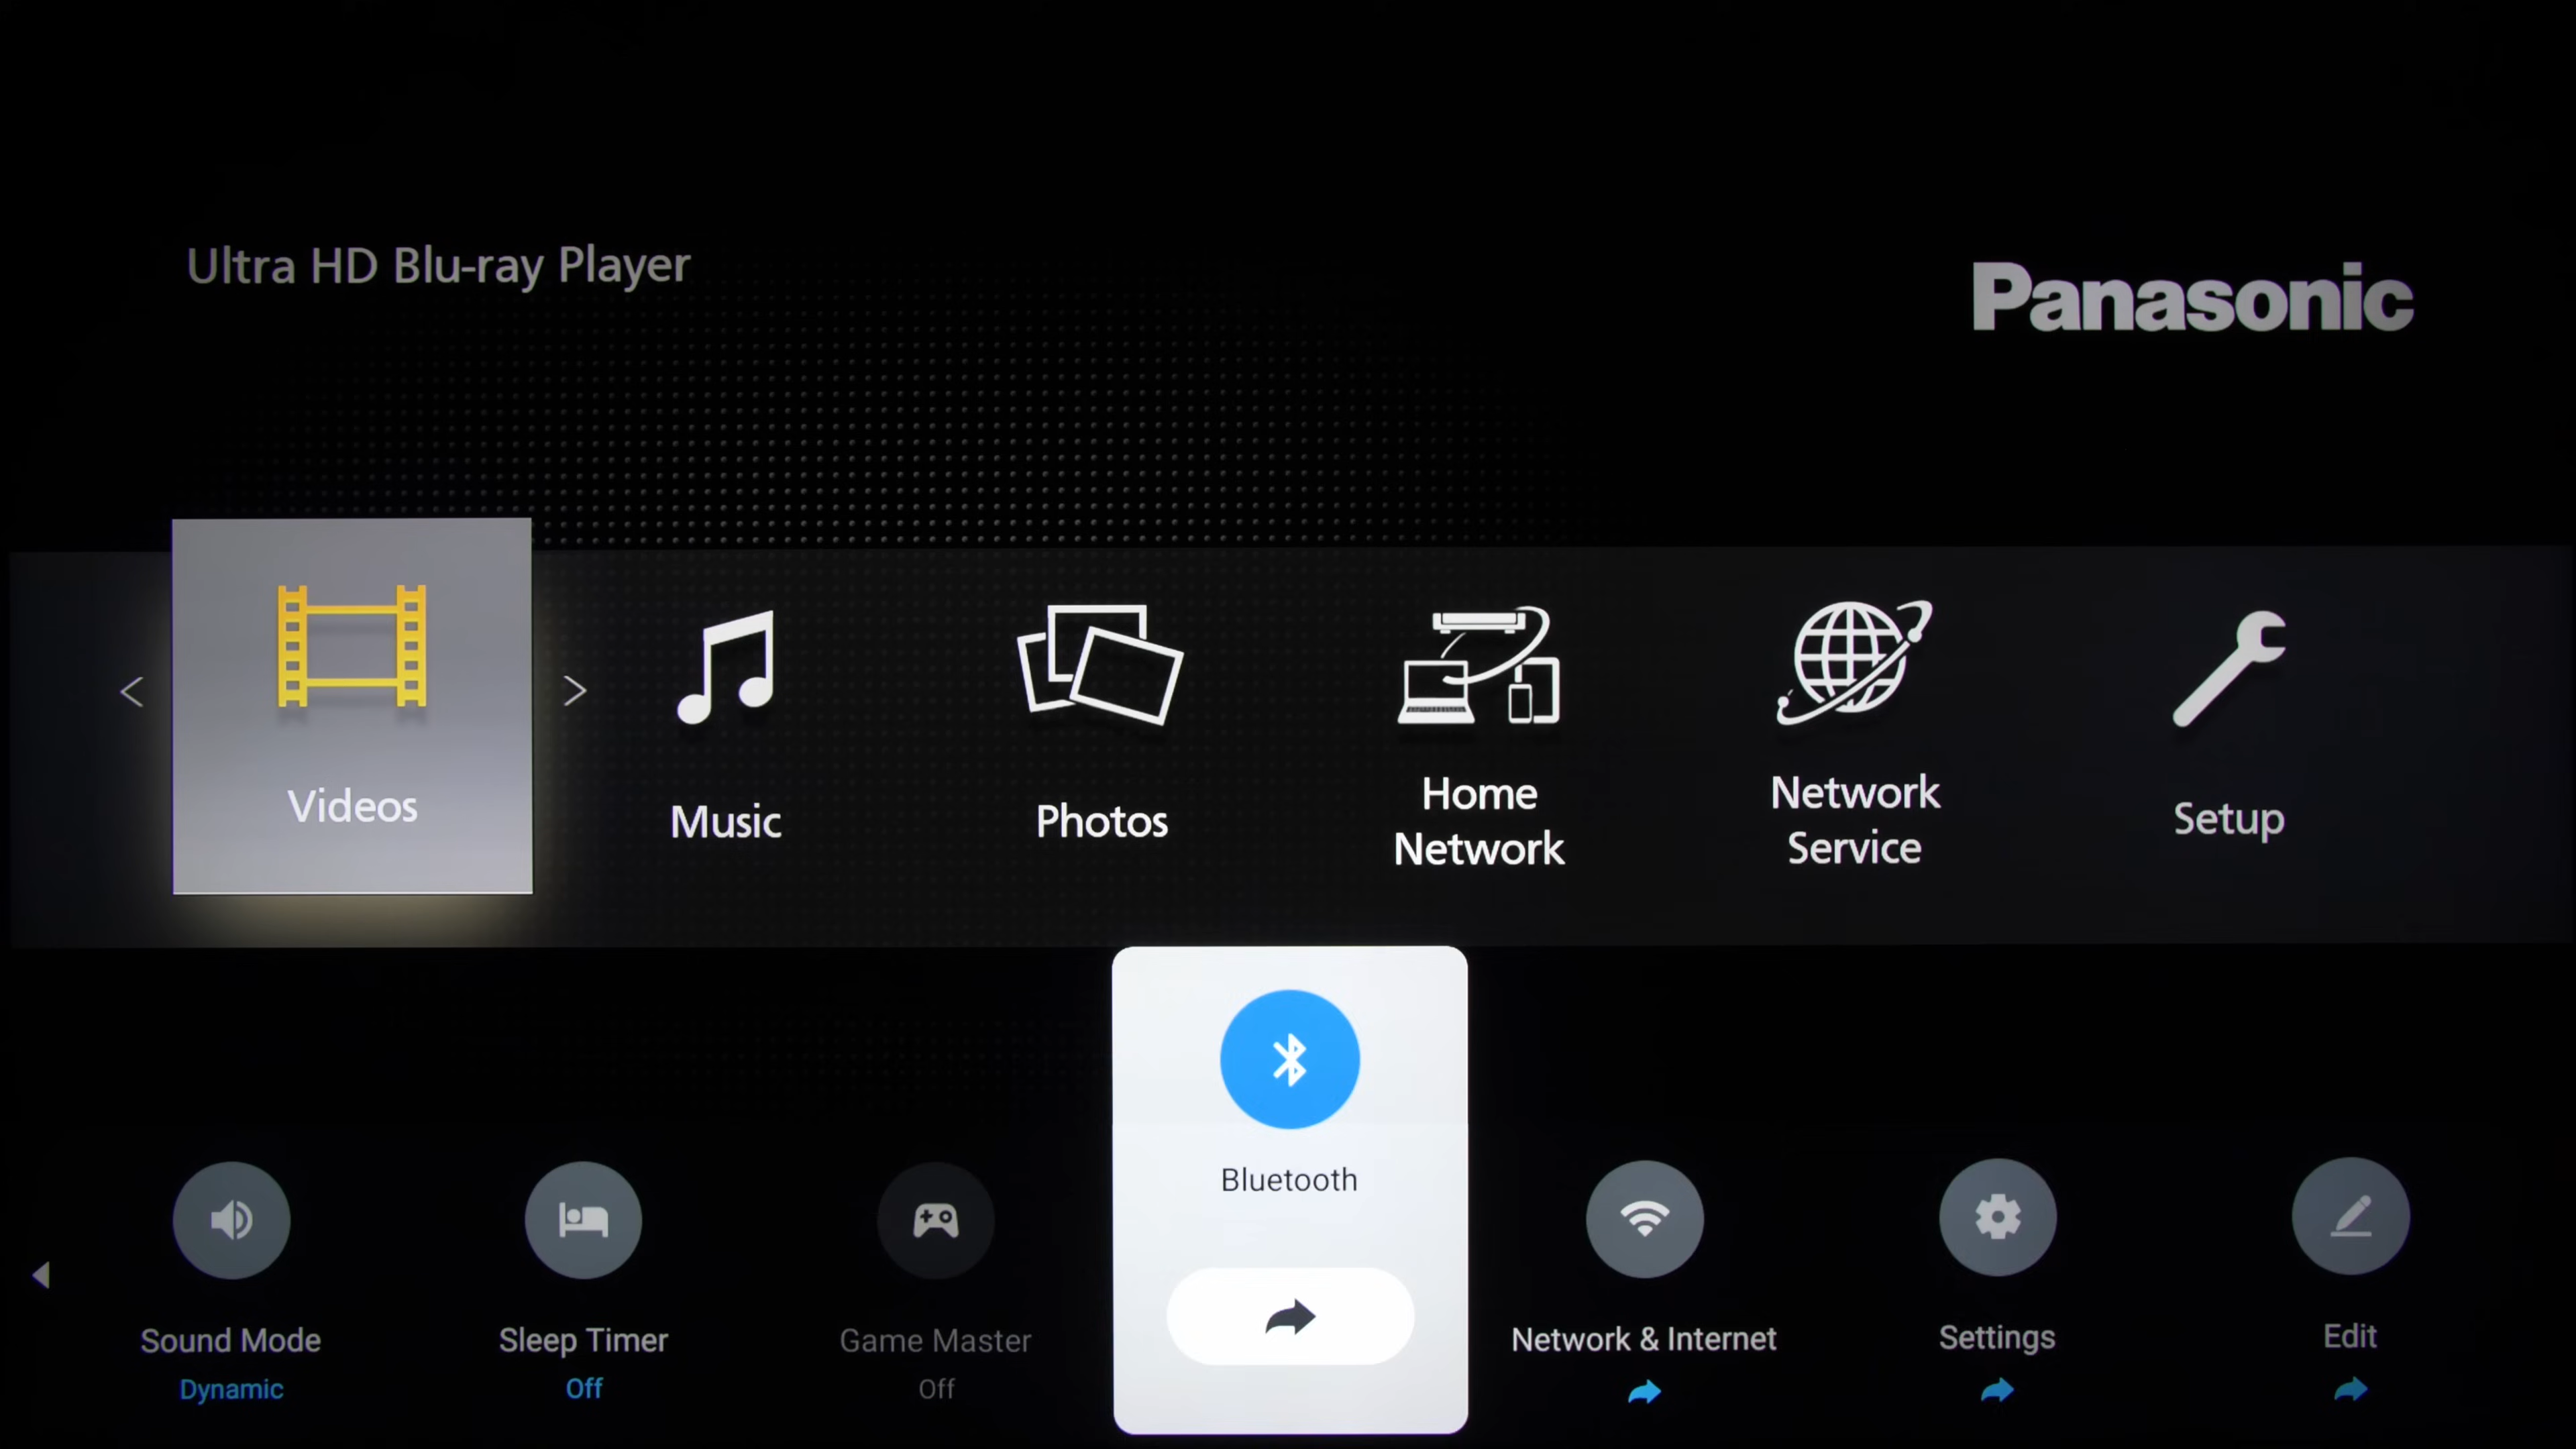 Ultra HD Blu-ray Player
Panasonic
Videos
Music
Photos
Home
Network
Network
Service
Setup
Bluetooth
Sound Mode
Dynamic
Sleep Timer
Off
Game Master
Off
Network & Internet
Settings
Edit